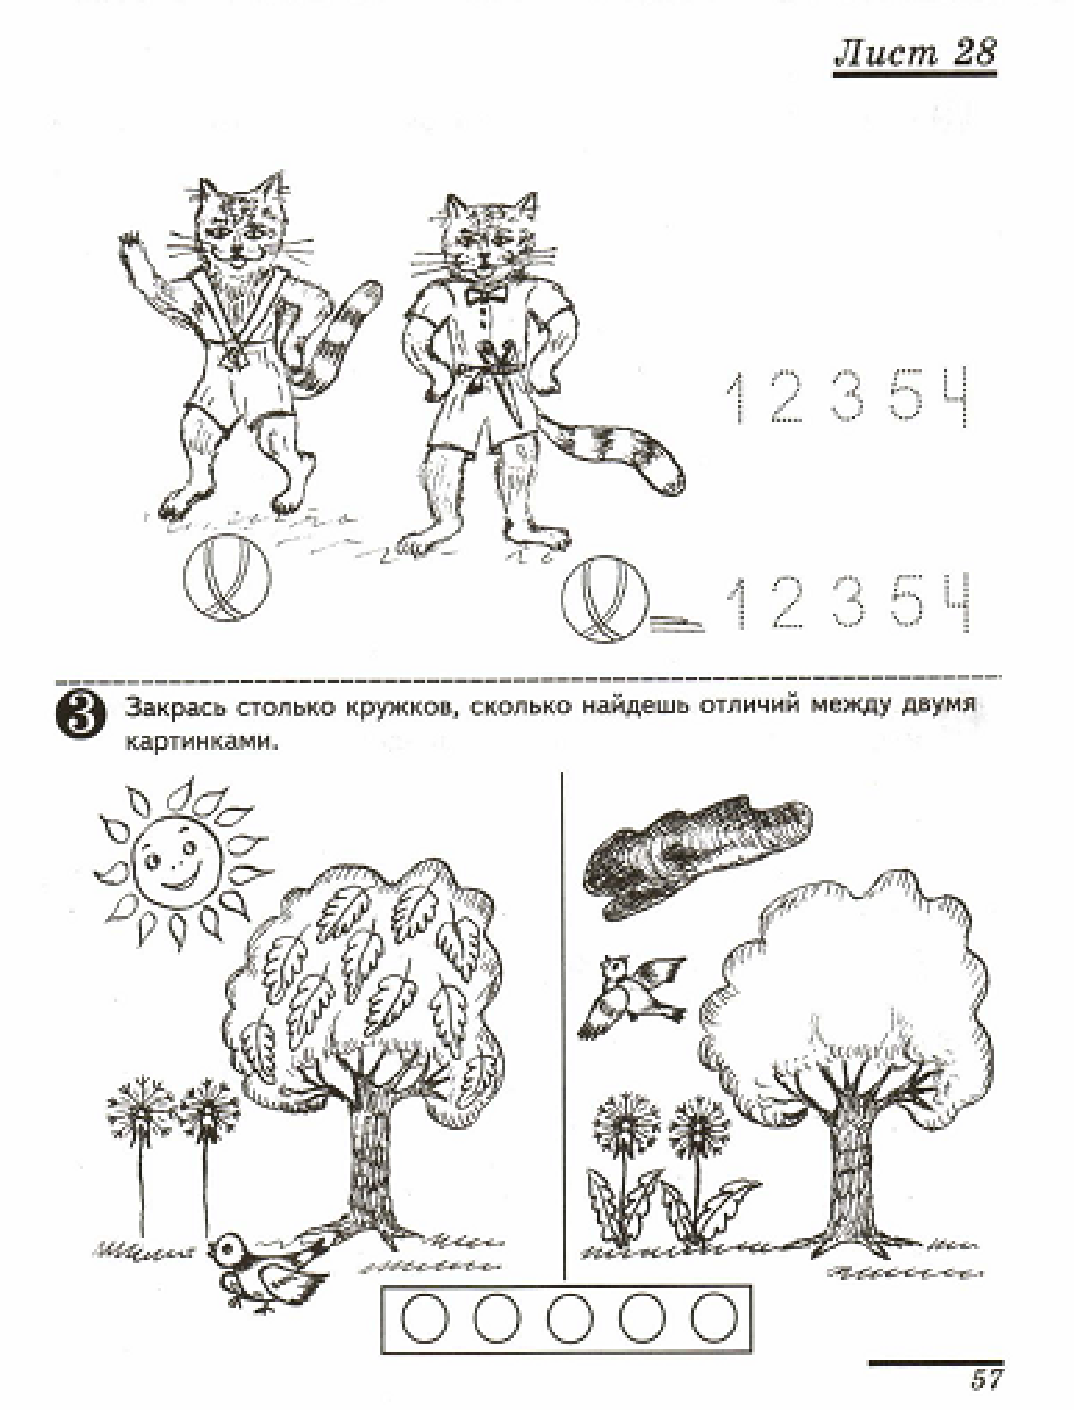 Лист 28
1 2 3 5 4
1 2 3 5 4
3 Закрась столько кружков, сколько найдешь отличий между двумя
картинками.
57